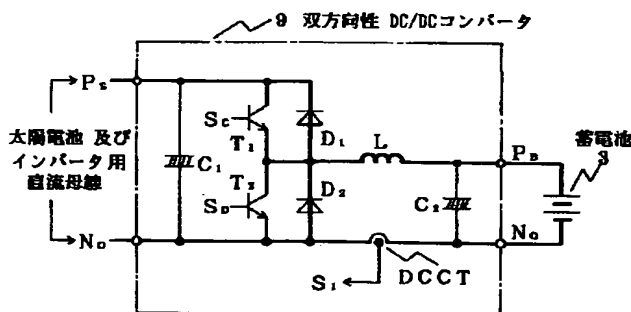 9 双方向性 DC/DCコンバータ
Ps
太陽電池 及び
インバータ用
直流母線
No
C₁
Sc
T₁
T₂
SD
D₁
D₂
L
C₂
S₁
DCCT
PB
No
蓄電池
3